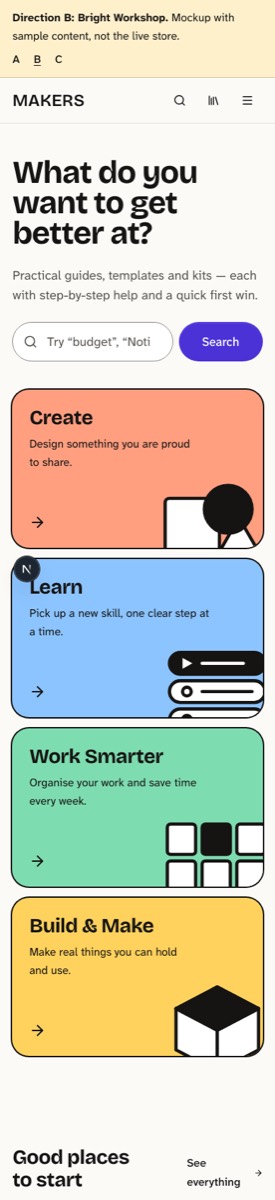 Direction B: Bright Workshop. Mockup with
sample content, not the live store.
A B C
MAKERS
What do you
want to get
better at?
Practical guides, templates and kits — each
with step-by-step help and a quick first win.
Try “budget”, “Noti
Search
Create
Design something you are proud
to share.
N
Learn
Pick up a new skill, one clear step at
a time.
Work Smarter
Organise your work and save time
every week.
Build & Make
Make real things you can hold
and use.
Good places
to start
See
everything